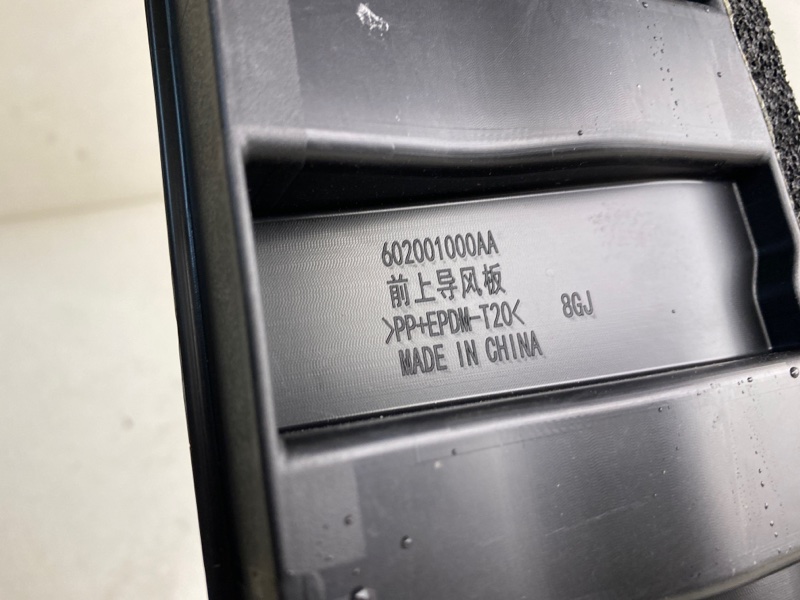 602001000AA
前上导风板
>PP+EPDM-T20<
8GJ
MADE IN CHINA